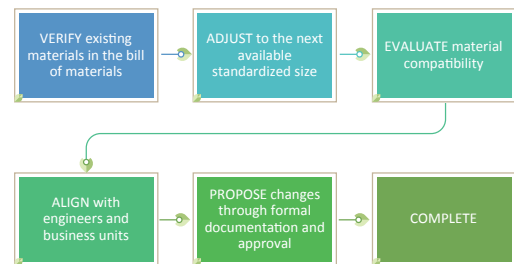 VERIFY existing
materials in the bill
of materials
ADJUST to the next
available
standardized size
EVALUATE material
compatibility
ALIGN with
engineers and
business units
PROPOSE changes
through formal
documentation and
approval
COMPLETE